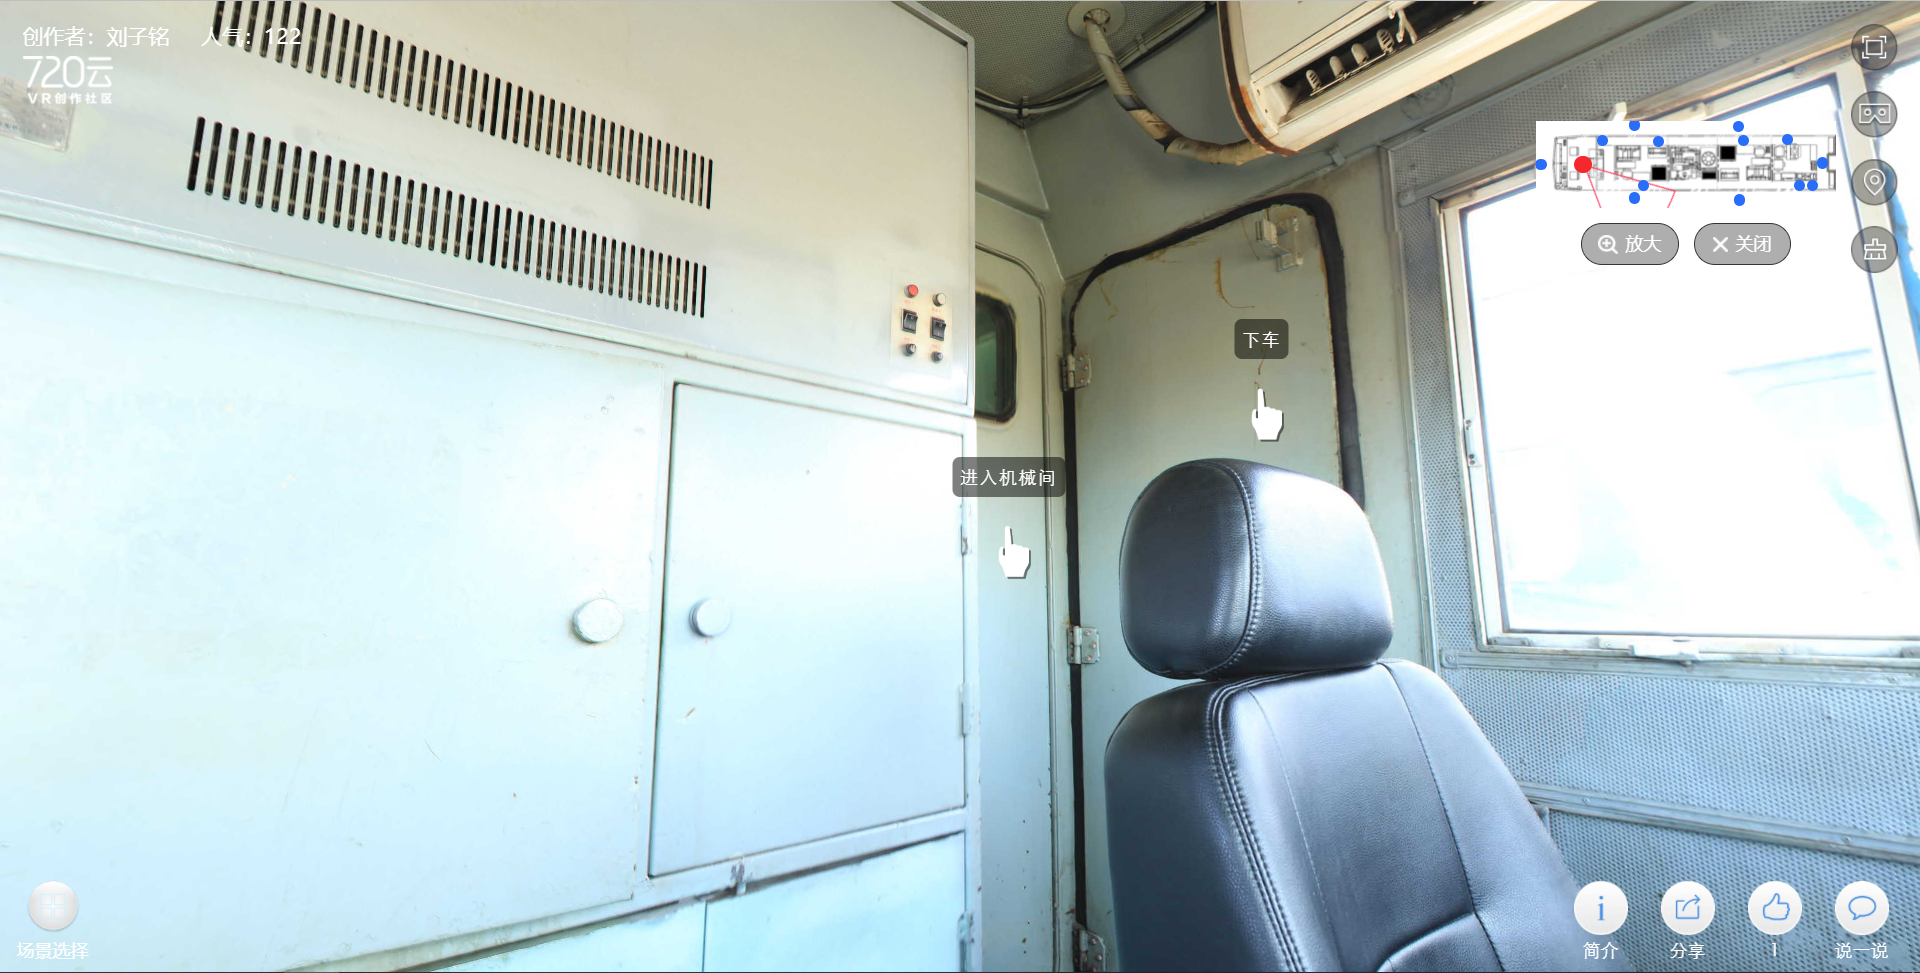 创作者：刘子铭 人气：122
720云
VR创作社区
放大
关闭
下车
进入机械间
场景选择
简介
分享
1
说一说